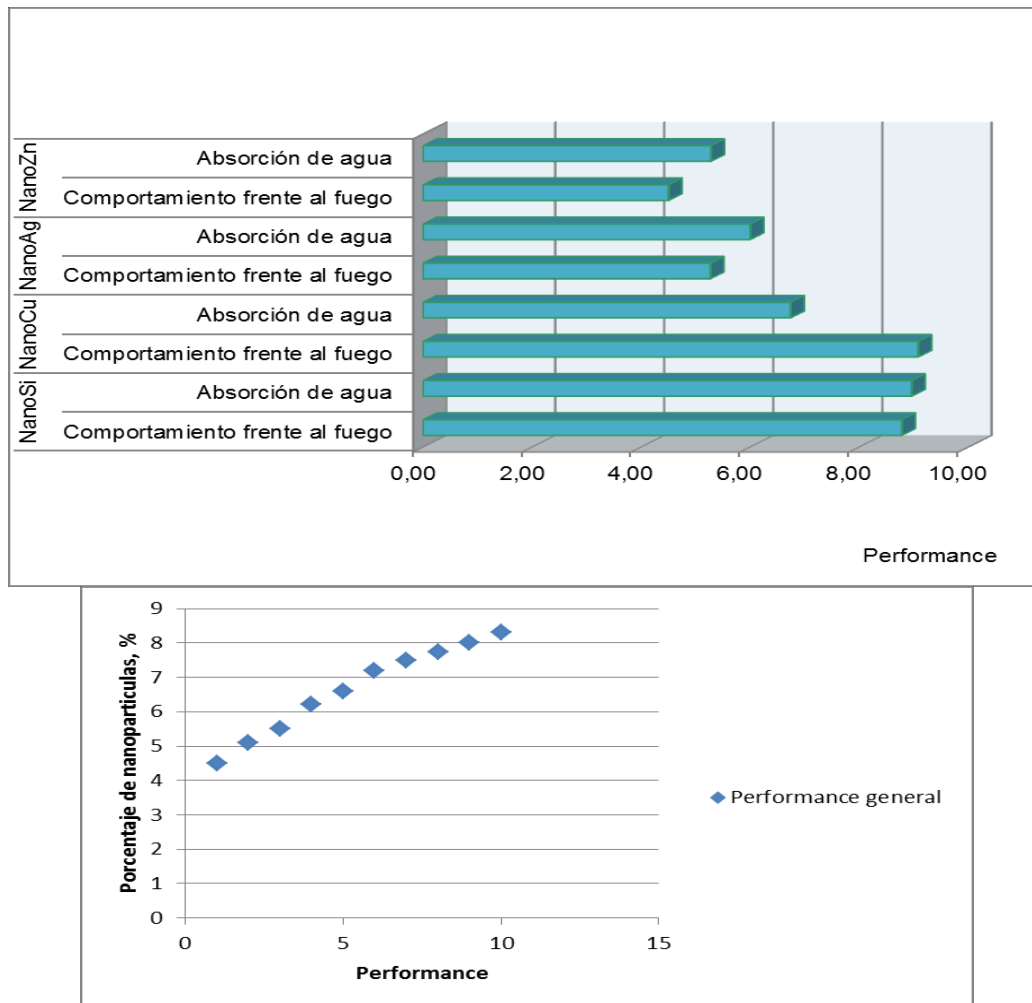 NanoZn
Absorción de agua
Comportamiento frente al fuego
NanoAg
Absorción de agua
Comportamiento frente al fuego
NanoCu
Absorción de agua
Comportamiento frente al fuego
NanoSi
Absorción de agua
Comportamiento frente al fuego
0,00 2,00 4,00 6,00 8,00 10,00
Performance
Porcentaje de nanoparticulas, %
9
8
7
6
5
4
3
2
1
0
0 5 10 15
Performance
Performance general